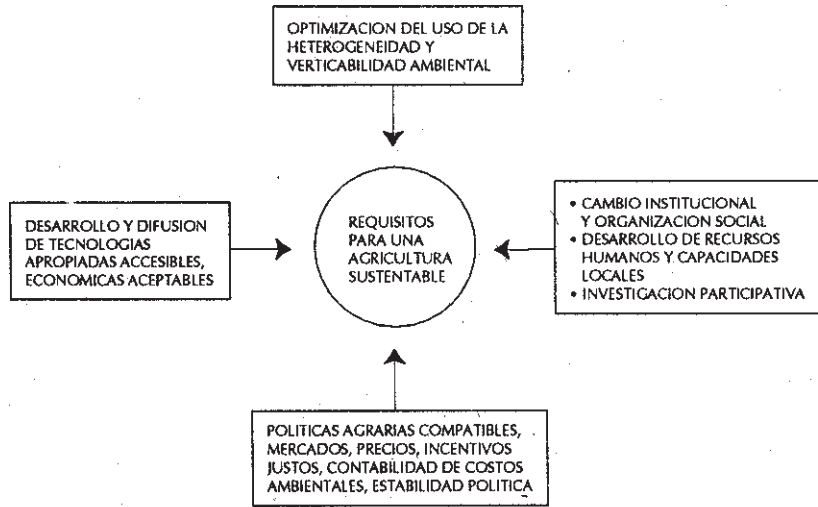 OPTIMIZACION DEL USO DE LA
HETEROGENEIDAD Y
VERTICABILIDAD AMBIENTAL
DESARROLLO Y DIFUSION
DE TECNOLOGIAS
APROPIADAS ACCESIBLES,
ECONOMICAS ACEPTABLES
REQUISITOS
PARA UNA
AGRICULTURA
SUSTENTABLE
• CAMBIO INSTITUCIONAL
Y ORGANIZACION SOCIAL
• DESARROLLO DE RECURSOS
HUMANOS Y CAPACIDADES
LOCALES
• INVESTIGACION PARTICIPATIVA
POLITICAS AGRARIAS COMPATIBLES,
MERCADOS, PRECIOS, INCENTIVOS
JUSTOS, CONTABILIDAD DE COSTOS
AMBIENTALES, ESTABILIDAD POLITICA